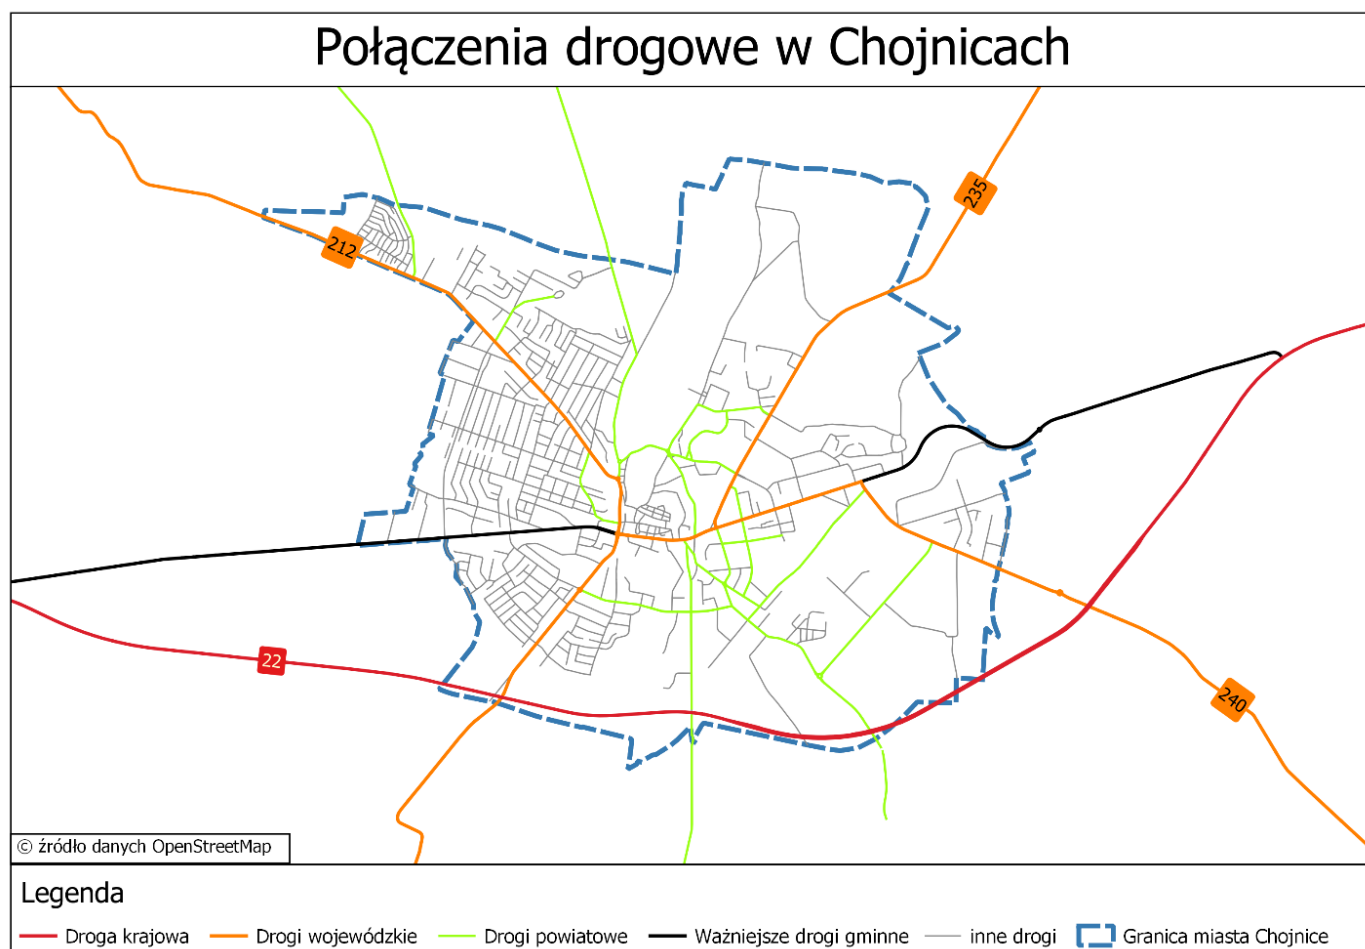 Połączenia drogowe w Chojnicach
235
212
22
240
© źródło danych OpenStreetMap
Legenda
Droga krajowa Drogi wojewódzkie Drogi powiatowe Ważniejsze drogi gminne inne drogi Granica miasta Chojnice